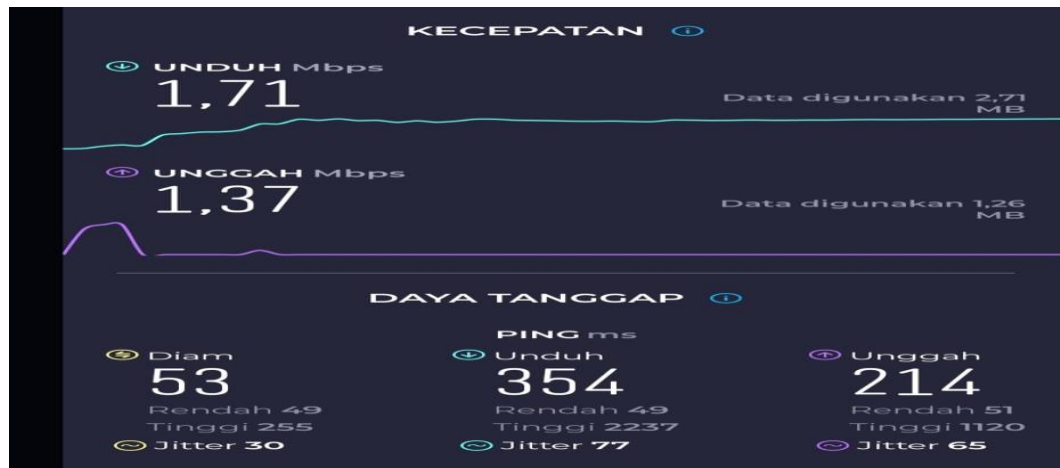 KECEPATAN
UNDUH Mbps
1,71
Data digunakan 2,71
MB
UNGGAH Mbps
1,37
Data digunakan 1,26
MB
DAYA TANGGAP
PING ms
Diam Unduh Unggah
53 354 214
Rendah 49 Rendah 49 Rendah 51
Tinggi 255 Tinggi 2237 Tinggi 1120
Jitter 30 Jitter 77 Jitter 65